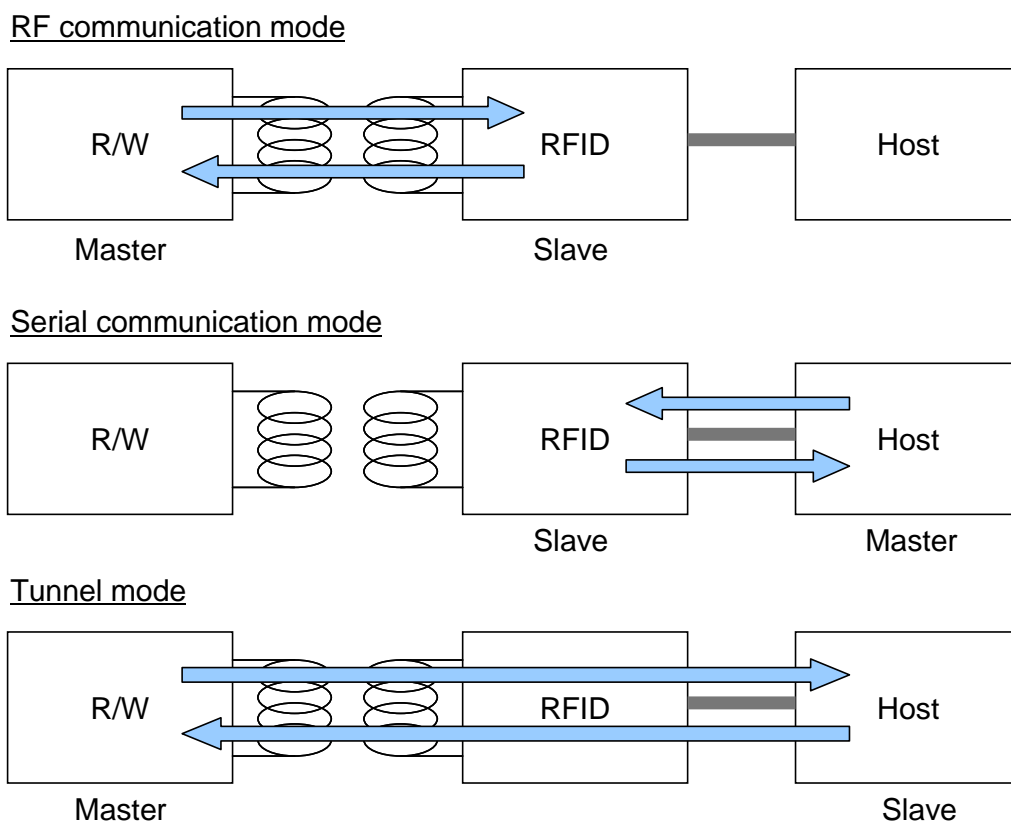 RF communication mode
R/W
RFID
Host
Master
Slave
Serial communication mode
R/W
RFID
Host
Slave
Master
Tunnel mode
R/W
RFID
Host
Master
Slave